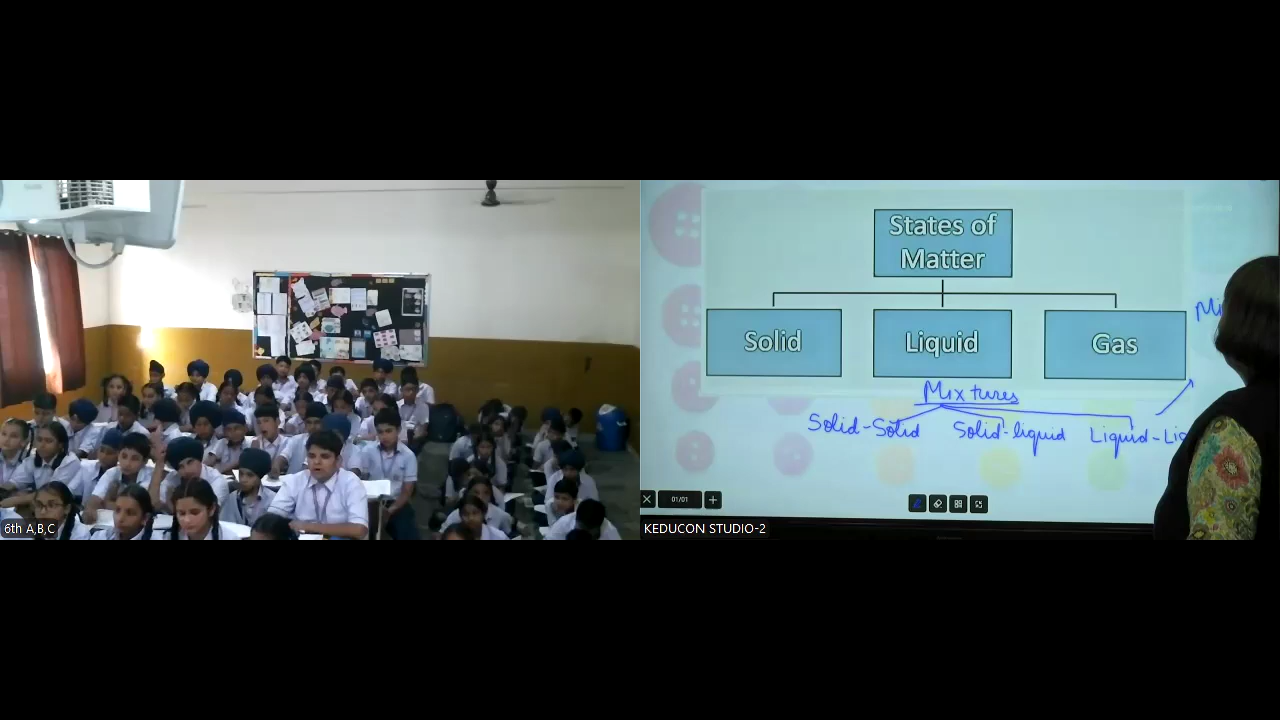 States of
Matter
Solid
Liquid
Gas
Mixtures
Solid-Solid
Solid-liquid
01/01
6th A,B,C
KEDUCON STUDIO-2